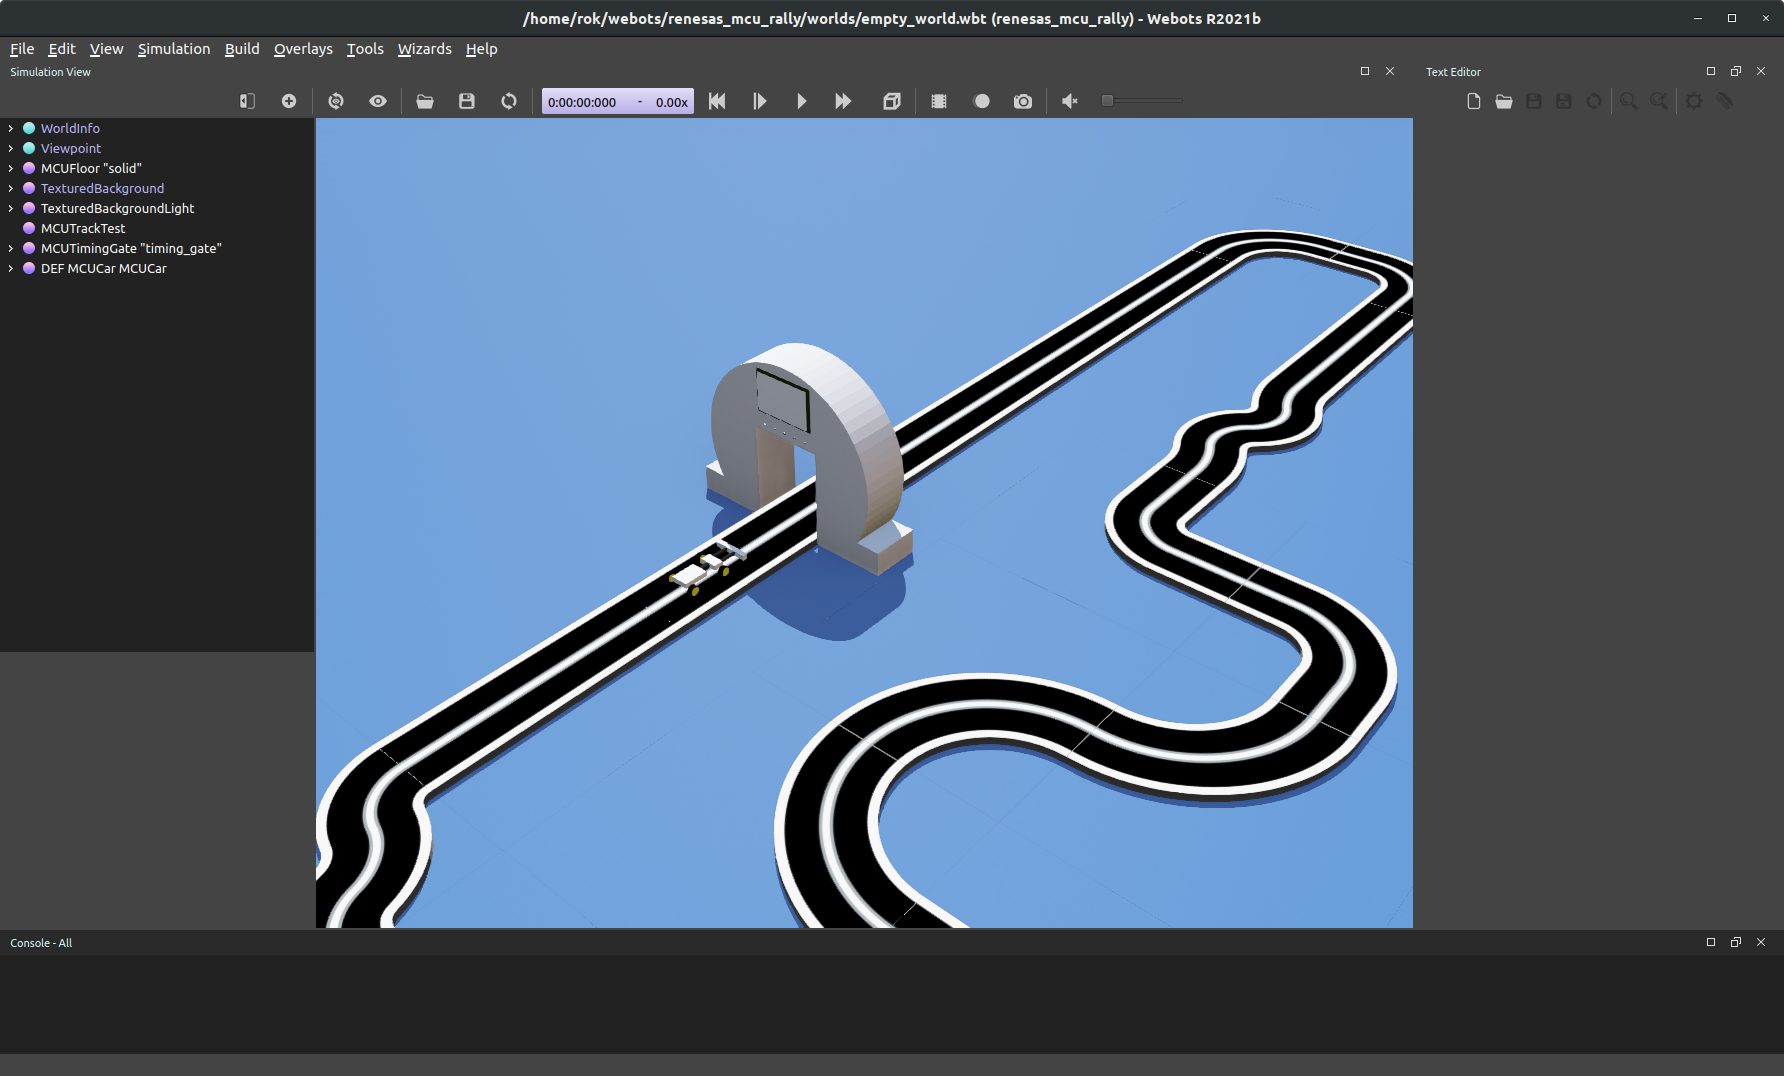 /home/rok/webots/renesas_mcu_rally/worlds/empty_world.wbt (renesas_mcu_rally) - Webots R2021b
File Edit View Simulation Build Overlays Tools Wizards Help
Simulation View
Text Editor
0:00:00:000 - 0.00x
WorldInfo
Viewpoint
MCUFloor "solid"
TexturedBackground
TexturedBackgroundLight
MCUTrackTest
MCUTimingGate "timing_gate"
DEF MCUCar MCUCar
Console - All